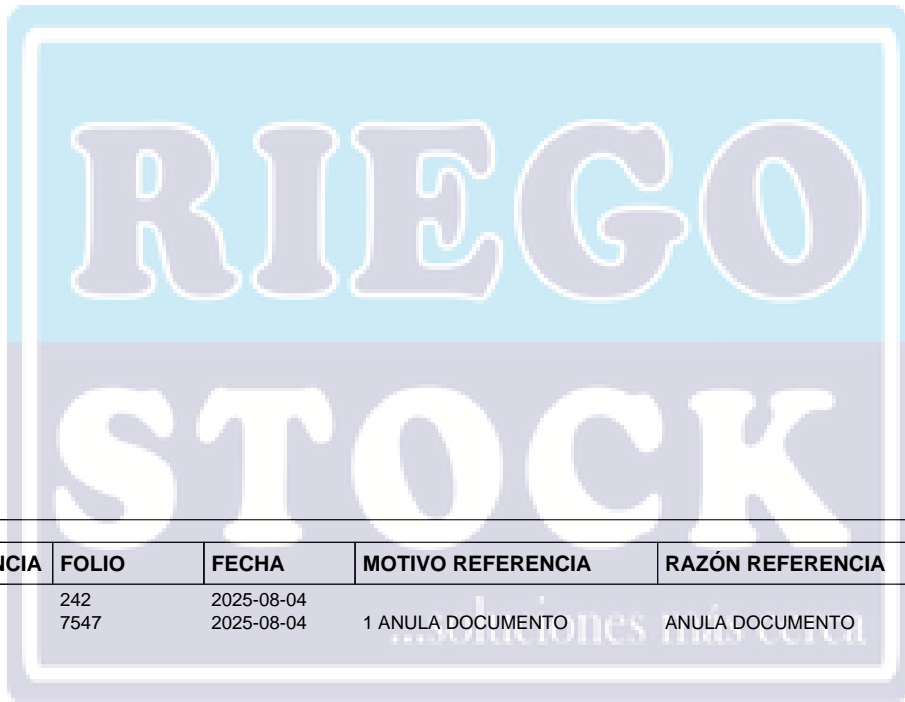 RIEGO
STOCK
NCIA FOLIO FECHA MOTIVO REFERENCIA RAZÓN REFERENCIA
242 2025-08-04
7547 2025-08-04 1 ANULA DOCUMENTO ANULA DOCUMENTO
...soluciones más cerca